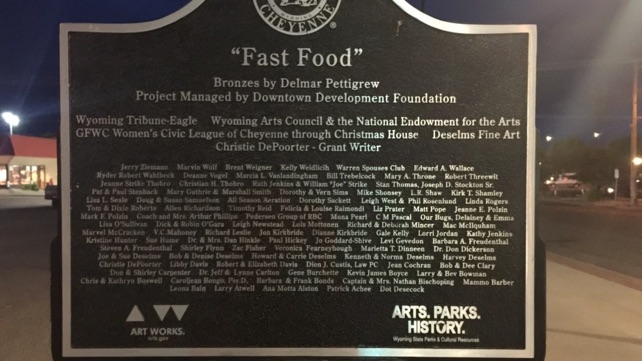 CHEYENNE
"Fast Food"
Bronzes by Delmar Pettigrew
Project Managed by Downtown Development Foundation
Wyoming Tribune-Eagle Wyoming Arts Council & the National Endowment for the Arts
GFWC Women's Civic League of Cheyenne through Christmas House Deselms Fine Art
Christie DePoorter - Grant Writer
Jerry Ziemann Marvin Wolf Brent Weigner Kelly Weidlich Warren Spouses Club Edward A. Wallace
Ryder Robert Wahlbeck Deanne Vogel Marcia L. Vanlandingham Bill Trebelcock Mary A. Throne Robert Threewit
Jeanne Strike Thobro Christian H. Thobro Ruth Jenkins & William "Joe" Strike Stan Thomas, Joseph D. Stockton Sr.
Pat & Paul Stenback Mary Guthrie & Marshall Smith Dorothy & Vern Sims Mike Shonsey L.R. Shaw Kirk T. Shamley
Lisa L. Seale Doug & Susan Samuelson All Season Aeration Dorothy Sackett Leigh West & Phil Rosenlund Linda Rogers
Tom & Dixie Roberts Allen Richardson Timothy Reid Felicia & Louise Raimondi Liz Prater Matt Pope Jeanne E. Polzin
Mark F. Polzin Coach and Mrs. Arthur Phillips Pedersen Group of RBC Mona Pearl C M Pascal Our Bugs, Delainey & Emma
Lisa O'Sullivan Dick & Robin O'Gara Leigh Newstead Lois Mottonen Richard & Deborah Mincer Mac McIlquham
Marvel McCracken V.C. Mahoney Richard Leslie Jon Kirkbride Dianne Kirkbride Gale Kelly Lorri Jordan Kathy Jenkins
Kristine Hunter Sue Hume Dr. & Mrs. Dan Hinkle Paul Hickey Jo Goddard-Shive Levi Gevedon Barbara A. Freudenthal
Steven A. Freudenthal Shirley Flynn Zac Fisher Veronica Fearneyhough Marietta T. Dinneen Dr. Don Dickerson
Joe & Sue Deselms Bob & Denise Deselms Howard & Carrie Deselms Kenneth & Norma Deselms Harvey Deselms
Christie DePoorter Libby Davis Robert & Elizabeth Davis Dion J. Custis, Law PC Jean Cochran Bob & Dee Clary
Don & Shirley Carpenter Dr. Jeff & Lynne Carlton Gene Burchette Kevin James Boyce Larry & Bev Bowman
Chris & Kathryn Boswell Caroljean Bongo, Per.D. Barbara & Frank Bonds Captain & Mrs. Nathan Bischoping Mammo Barber
Leona Bain Larry Atwell Ana Motta Alston Patrick Achee Dot Desecock
ART WORKS.
arts.gov
ARTS. PARKS.
HISTORY.
Wyoming State Parks & Cultural Resources